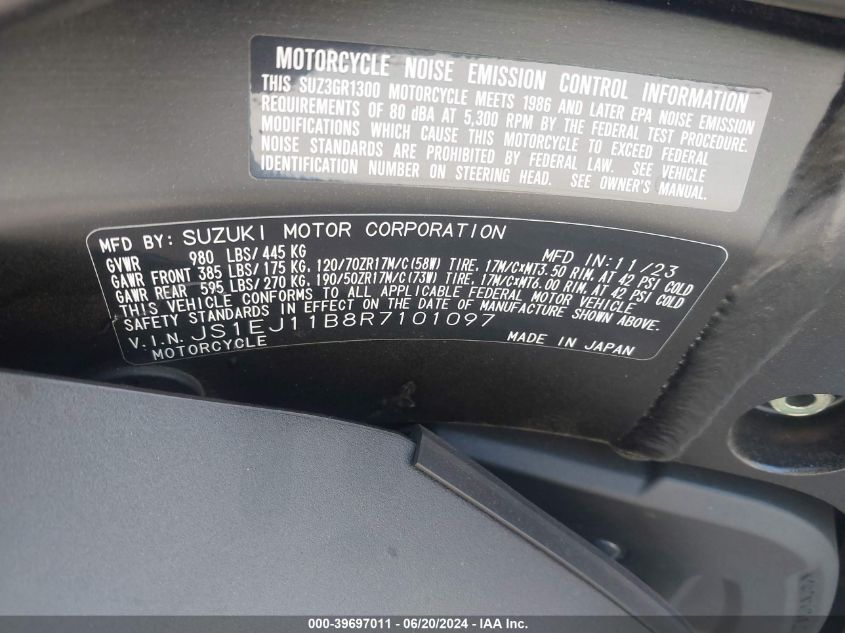 MOTORCYCLE NOISE EMISSION CONTROL INFORMATION
THIS SUZ3GR1300 MOTORCYCLE MEETS 1986 AND LATER EPA NOISE EMISSION
REQUIREMENTS OF 80 dBA AT 5,300 RPM BY THE FEDERAL TEST PROCEDURE.
MODIFICATIONS WHICH CAUSE THIS MOTORCYCLE TO EXCEED FEDERAL
NOISE STANDARDS ARE PROHIBITED BY FEDERAL LAW. SEE VEHICLE
IDENTIFICATION NUMBER ON STEERING HEAD. SEE OWNER'S MANUAL.
MFD BY: SUZUKI MOTOR CORPORATION MFD IN: 11/23
GVWR 980 LBS/ 445 KG
GAWR FRONT 385 LBS/ 175 KG, 120/70ZR17M/C(58W) TIRE, 17M/C×MT3.50 RIM, AT 42 PSI COLD
GAWR REAR 595 LBS/ 270 KG, 190/50ZR17M/C(73W) TIRE, 17M/C×MT6.00 RIM, AT 42 PSI COLD
THIS VEHICLE CONFORMS TO ALL APPLICABLE FEDERAL MOTOR VEHICLE
SAFETY STANDARDS IN EFFECT ON THE DATE OF MANUFACTURE SHOWN ABOVE.
V.I.N. JS1EJ11B8R7101097
MOTORCYCLE MADE IN JAPAN
000-39697011 - 06/20/2024 - IAA Inc.